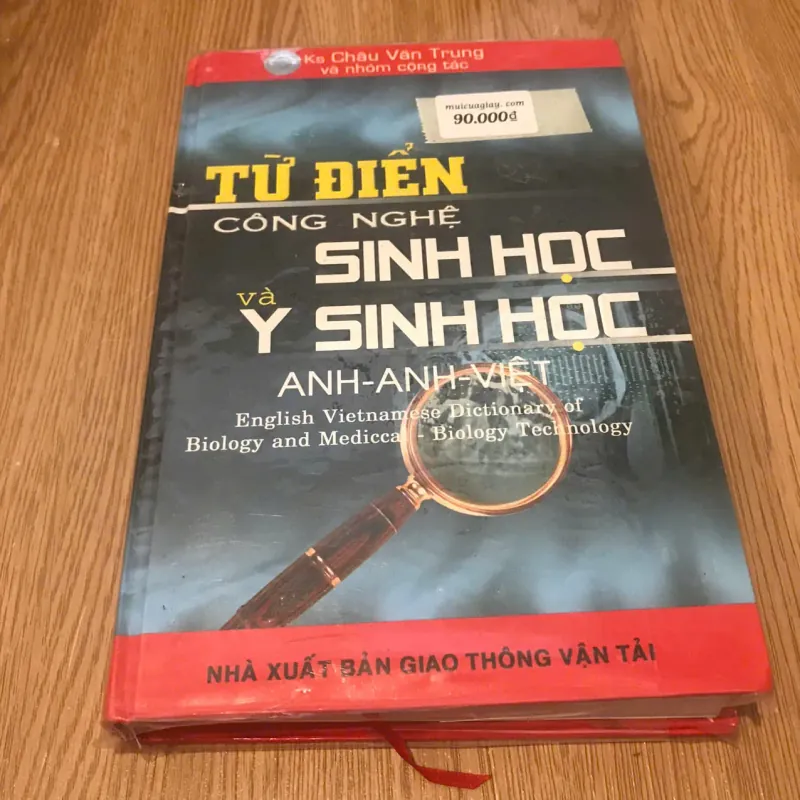 Ks Châu Văn Trung
và nhóm cộng tác
muicuagiay.com
90.000₫
TỪ ĐIỂN
CÔNG NGHỆ
SINH HỌC
và
Y SINH HỌC
ANH-ANH-VIỆT
English Vietnamese Dictionary of
Biology and Mediccal - Biology Technology
NHÀ XUẤT BẢN GIAO THÔNG VẬN TẢI